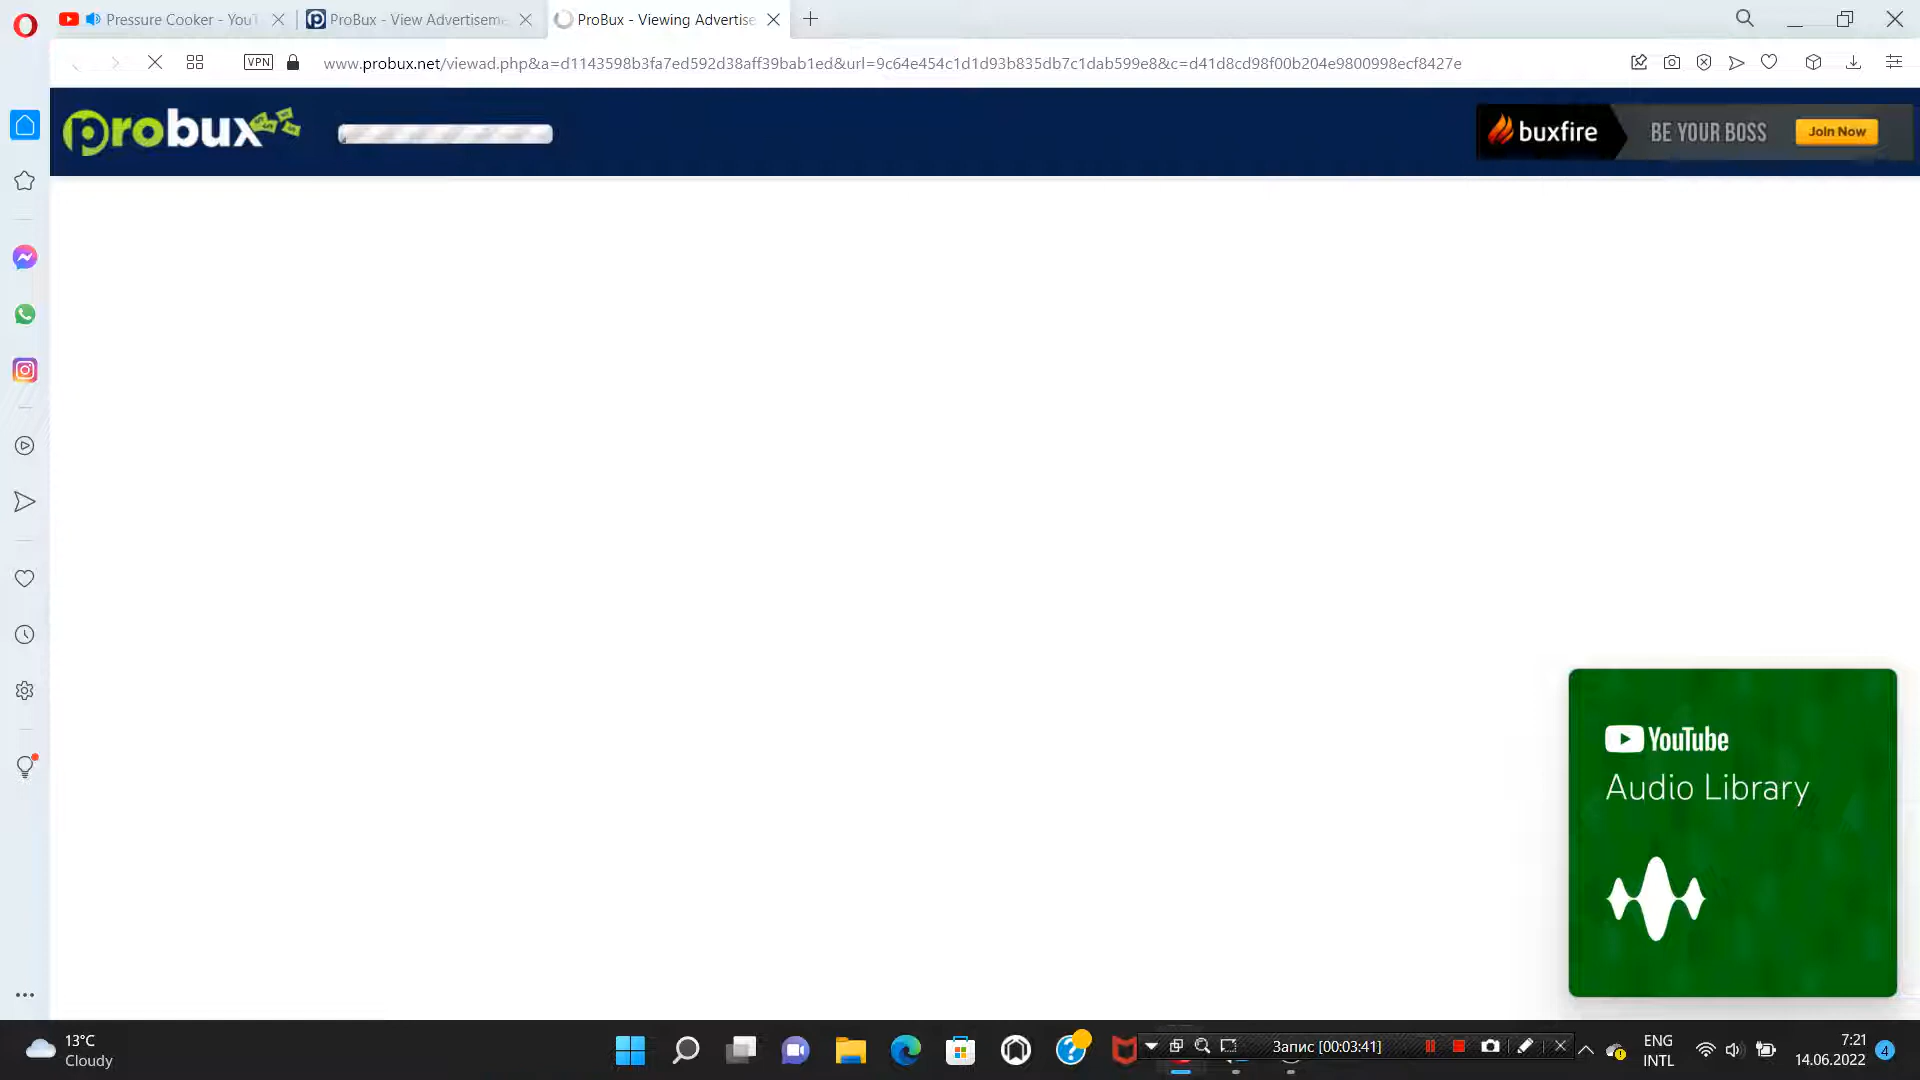 Pressure Cooker - YouT
ProBux - View Advertiseme
ProBux - Viewing Advertise
VPN
www.probux.net/viewad.php&a=d1143598b3fa7ed592d38aff39bab1ed&url=9c64e454c1d1d93b835db7c1dab599e8&c=d41d8cd98f00b204e9800998ecf8427e
probux
buxfire
BE YOUR BOSS
Join Now
YouTube
Audio Library
13°C
Cloudy
Запис [00:03:41]
ENG
INTL
7:21
14.06.2022
4